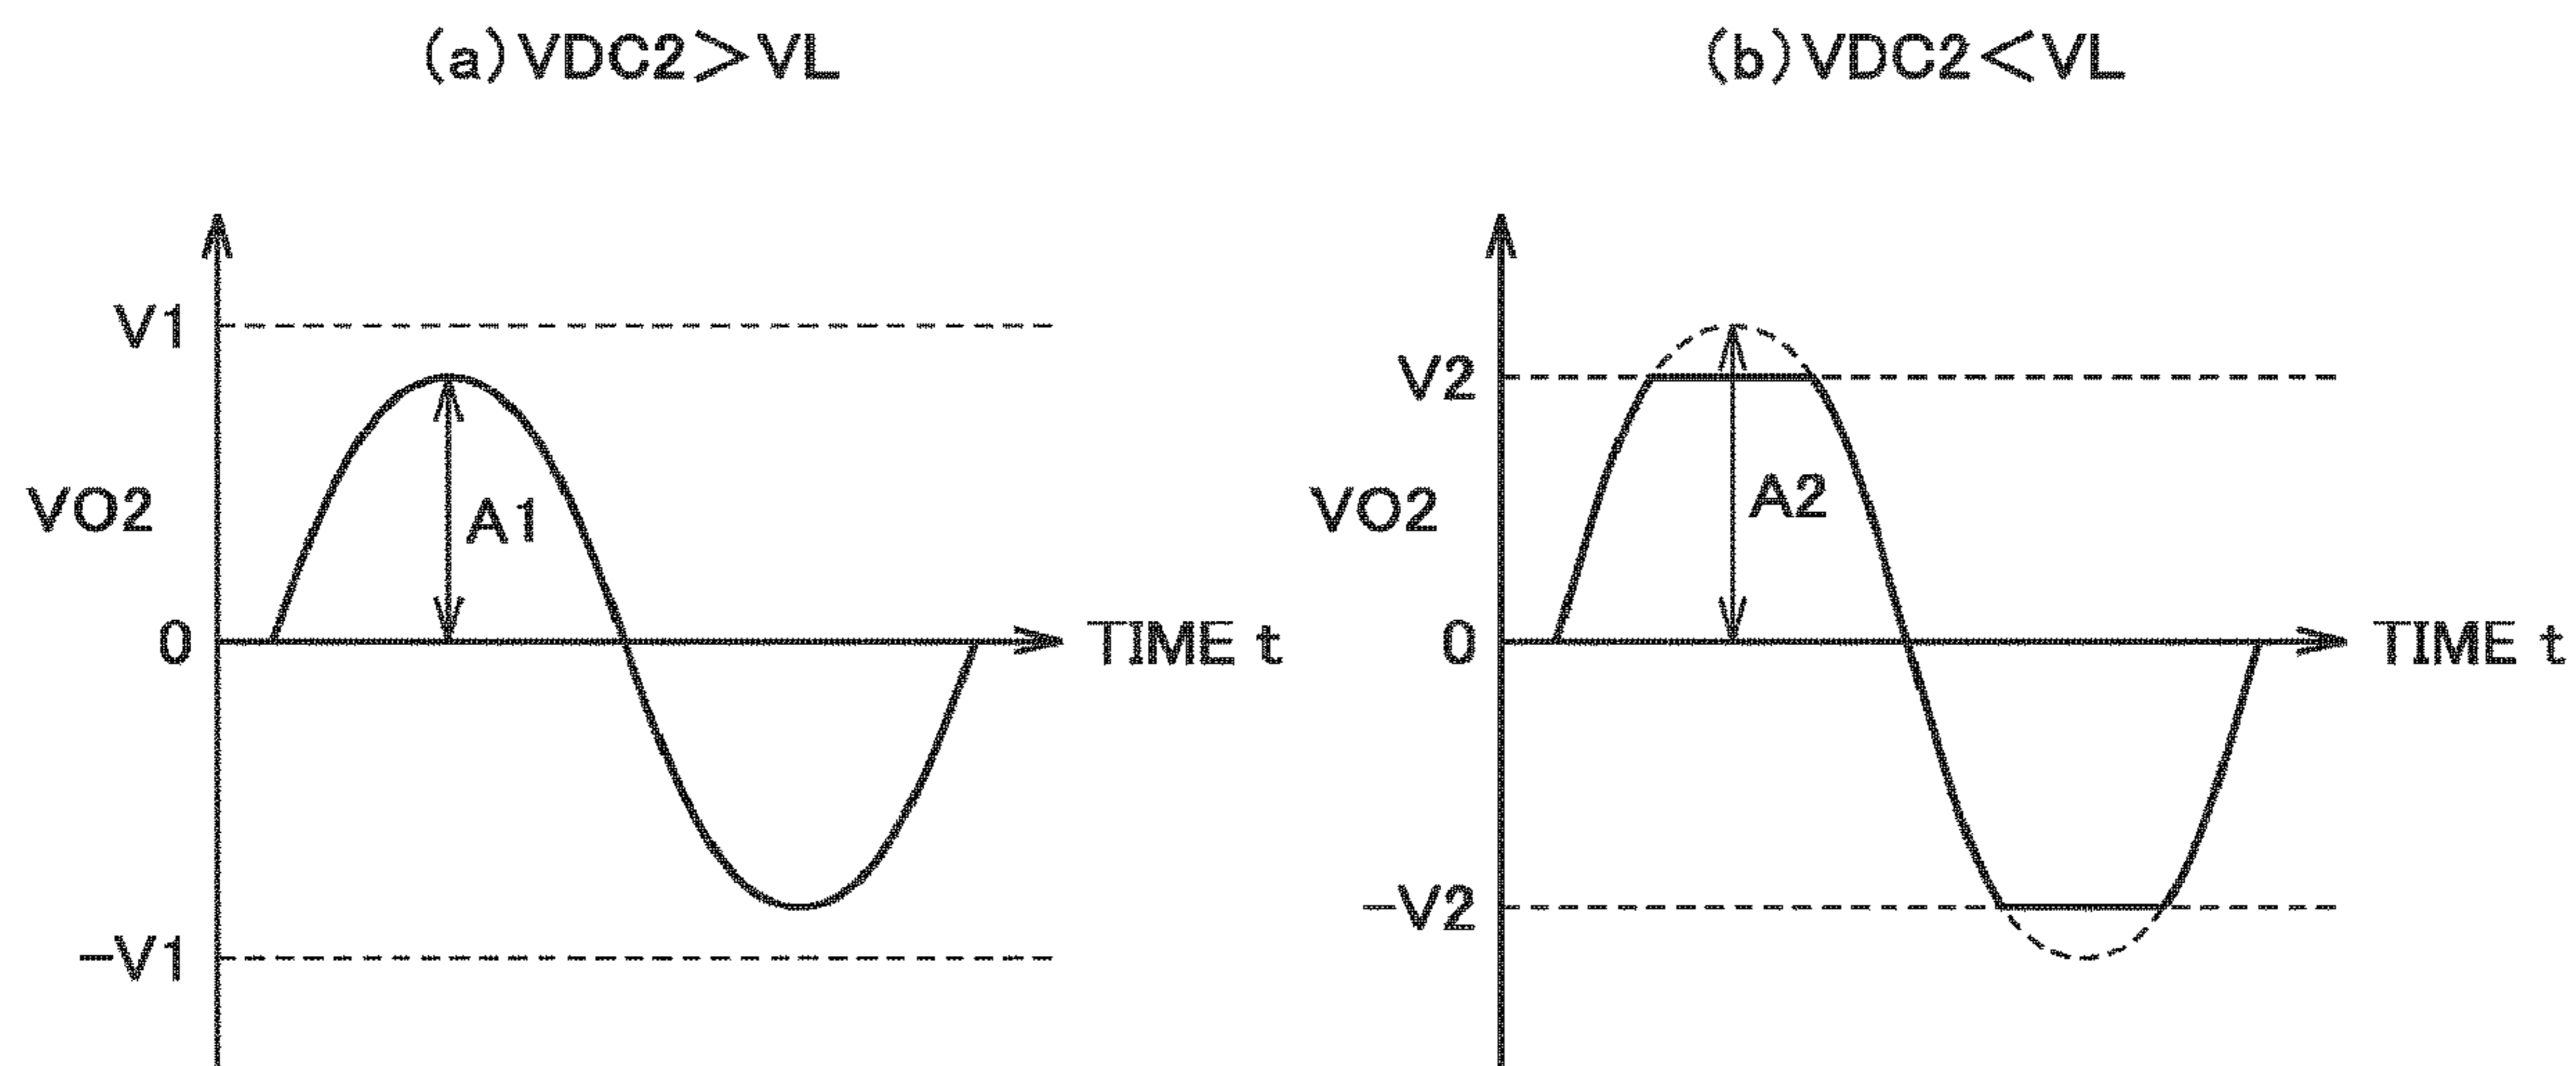 (a)VDC2>VL
V1
VO2
A1
0
TIME t
-V1
(b)VDC2<VL
V2
VO2
A2
0
TIME t
-V2